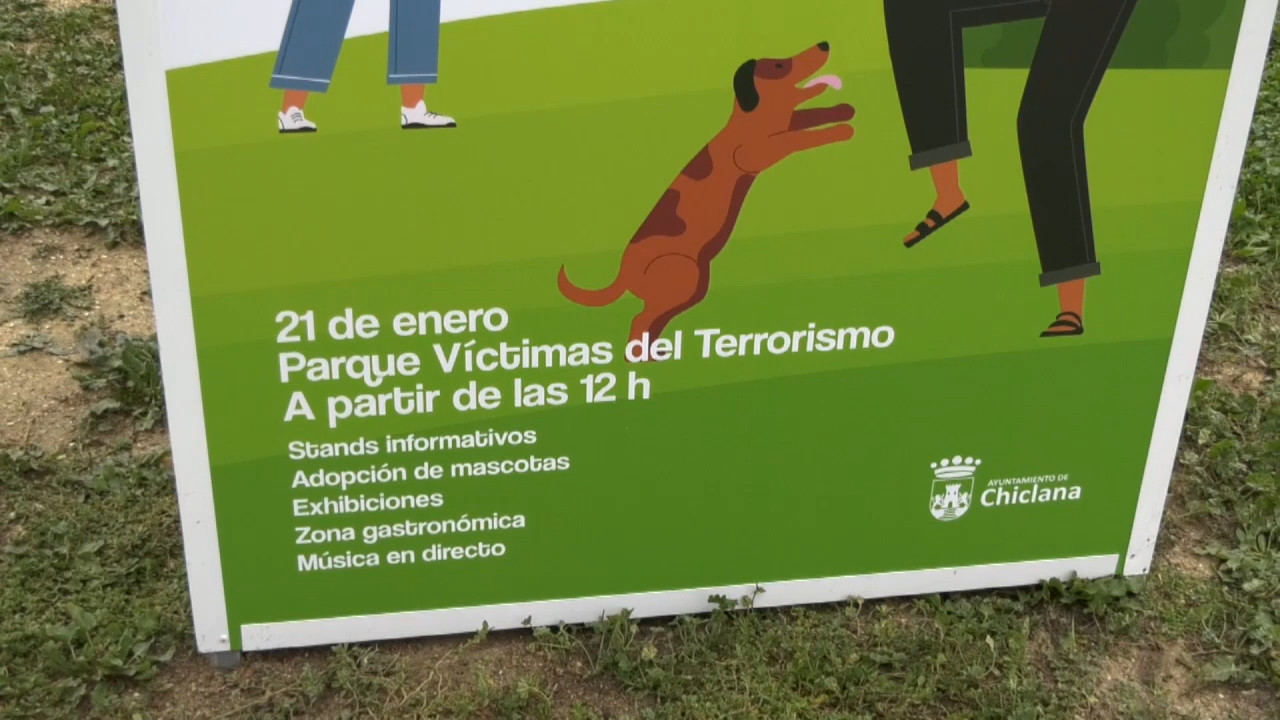 21 de enero
Parque Víctimas del Terrorismo
A partir de las 12 h
Stands informativos
Adopción de mascotas
Exhibiciones
Zona gastronómica
Música en directo
AYUNTAMIENTO DE
Chiclana